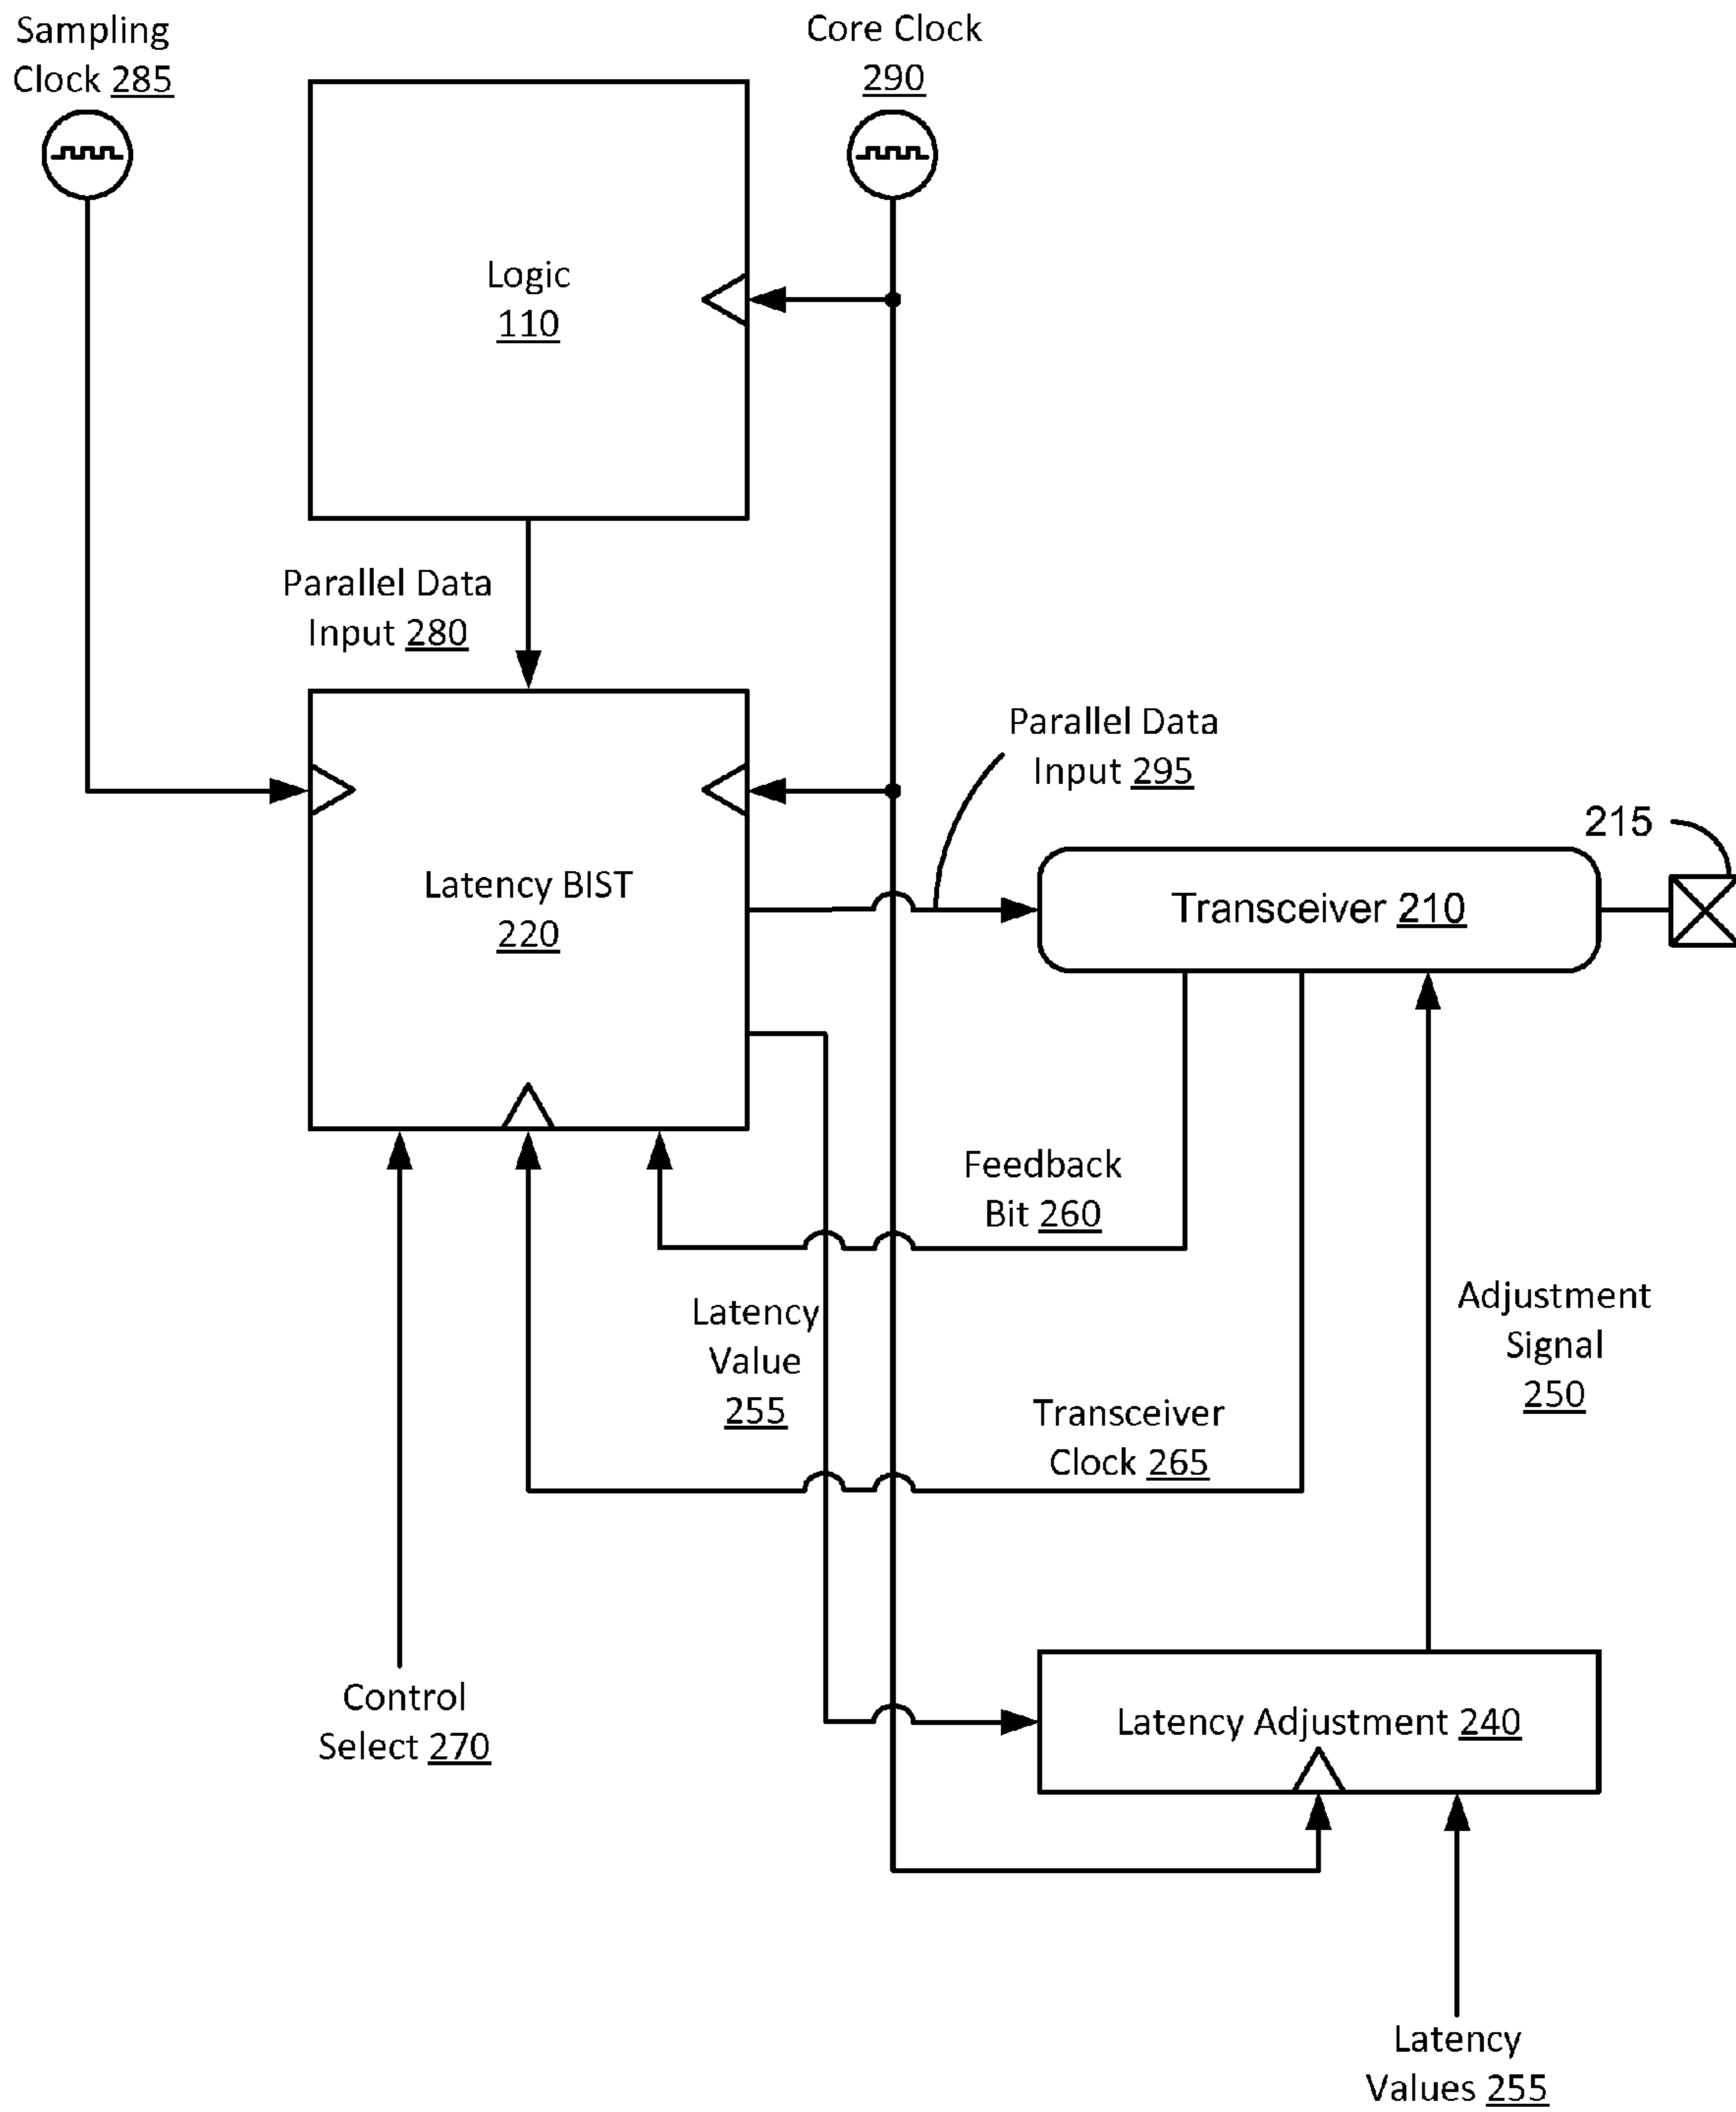 Sampling
Clock 285
Core Clock
290
Logic
110
Parallel Data
Input 280
Parallel Data
Input 295
215
Latency BIST
220
Transceiver 210
Feedback
Bit 260
Latency
Value
255
Adjustment
Signal
250
Transceiver
Clock 265
Control
Select 270
Latency Adjustment 240
Latency
Values 255